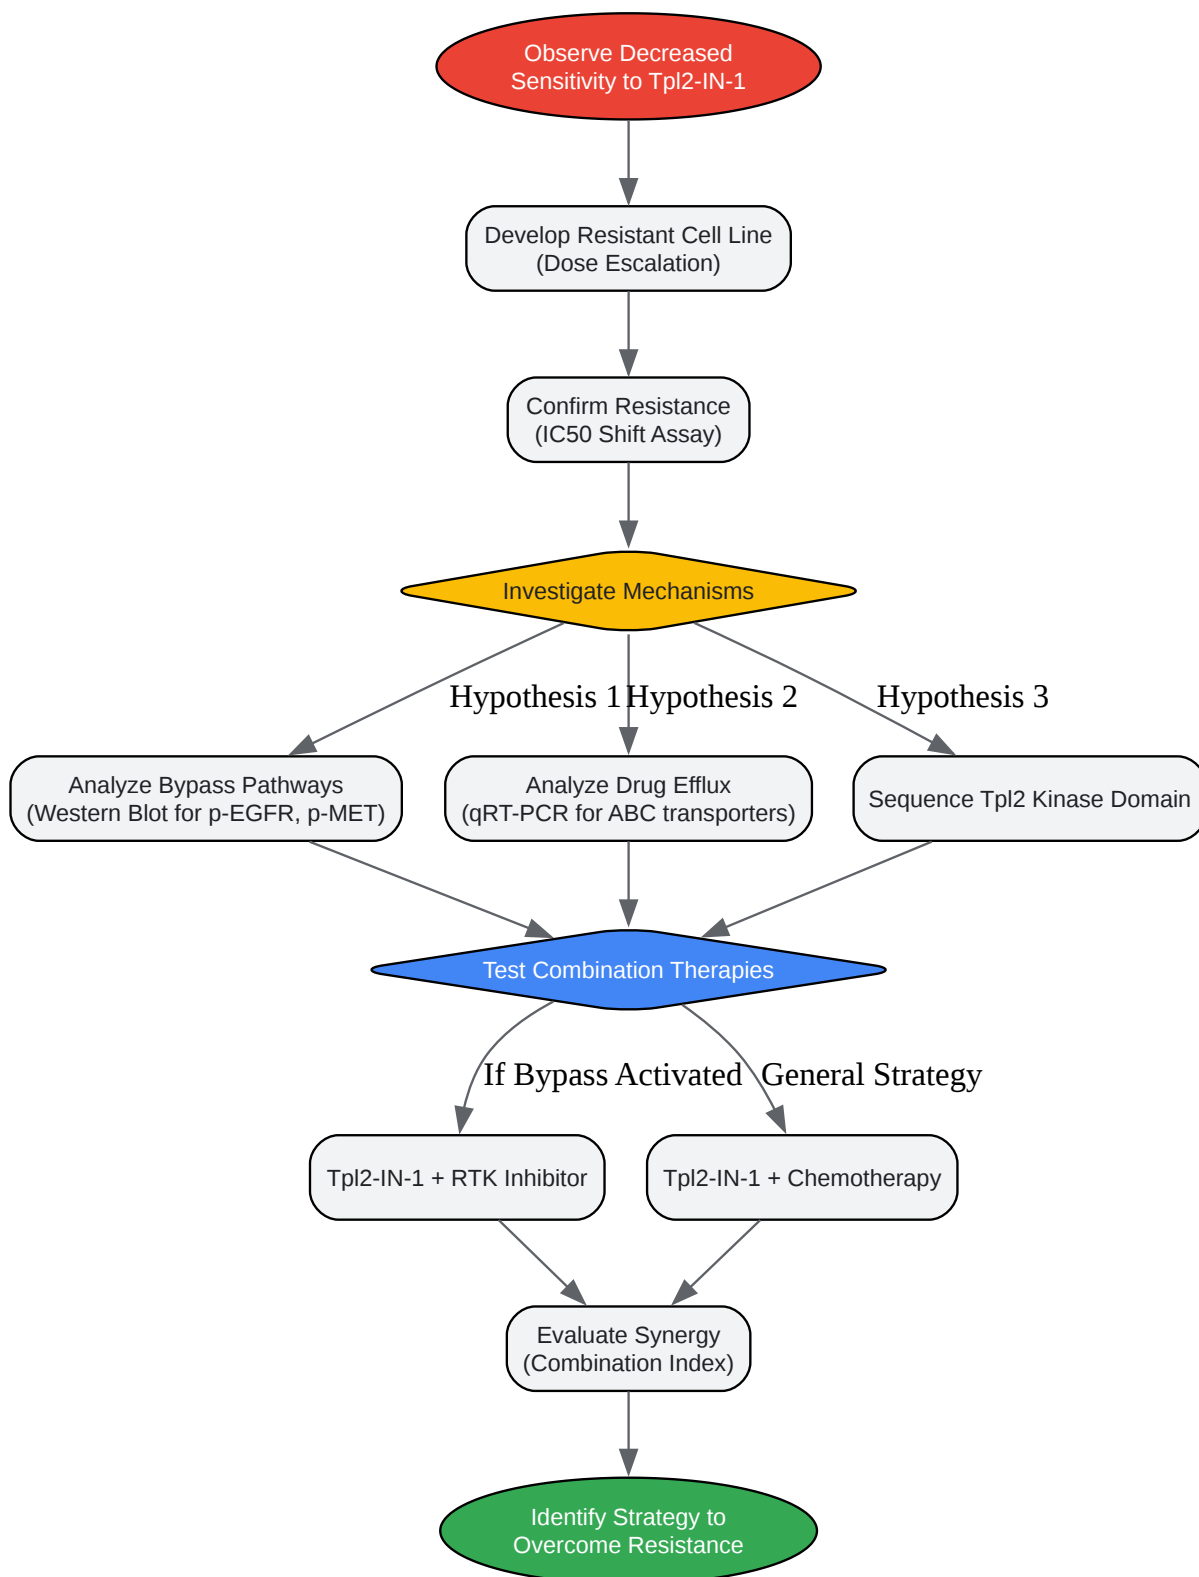 Observe Decreased
Sensitivity to Tpl2-IN-1
Develop Resistant Cell Line
(Dose Escalation)
Confirm Resistance
(IC50 Shift Assay)
Investigate Mechanisms
Hypothesis 1
Hypothesis 2
Hypothesis 3
Analyze Bypass Pathways
(Western Blot for p-EGFR, p-MET)
Analyze Drug Efflux
(qRT-PCR for ABC transporters)
Sequence Tpl2 Kinase Domain
Test Combination Therapies
If Bypass Activated
General Strategy
Tpl2-IN-1 + RTK Inhibitor
Tpl2-IN-1 + Chemotherapy
Evaluate Synergy
(Combination Index)
Identify Strategy to
Overcome Resistance